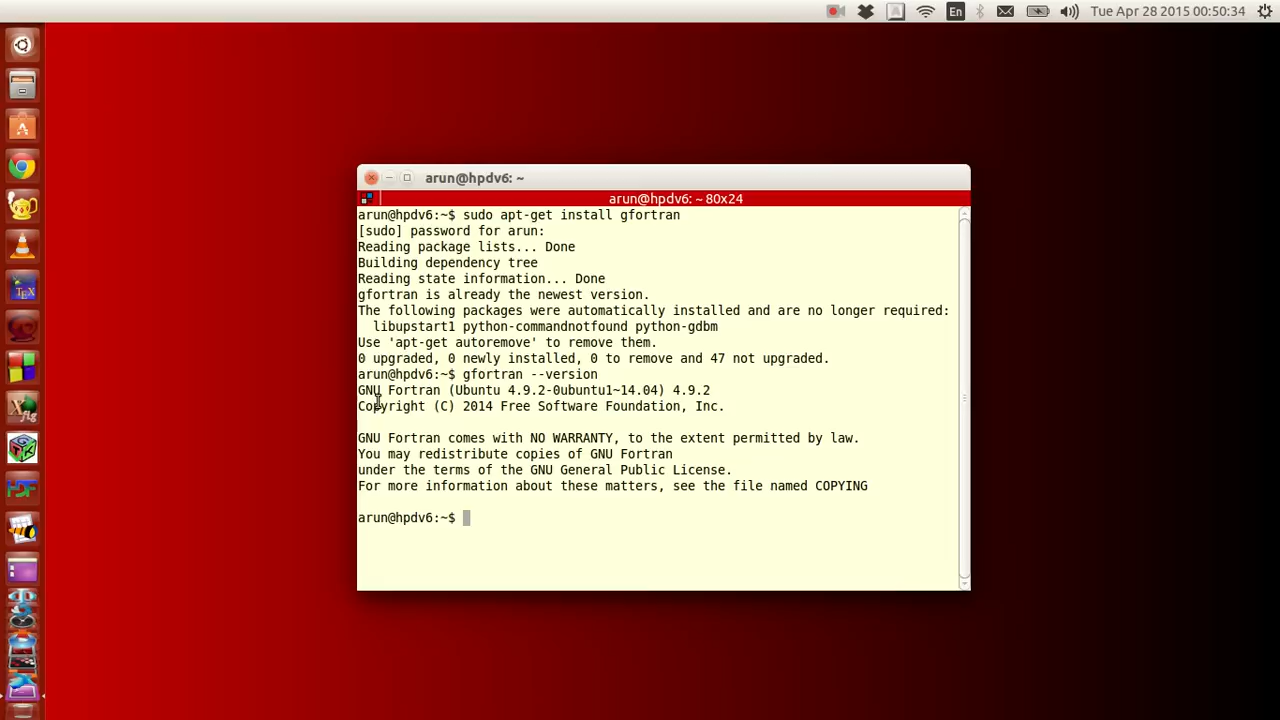 En
Tue Apr 28 2015 00:50:34
arun@hpdv6: ~
arun@hpdv6: ~ 80x24
arun@hpdv6:~$ sudo apt-get install gfortran
[sudo] password for arun:
Reading package lists... Done
Building dependency tree
Reading state information... Done
gfortran is already the newest version.
The following packages were automatically installed and are no longer required:
  libupstart1 python-commandnotfound python-gdbm
Use 'apt-get autoremove' to remove them.
0 upgraded, 0 newly installed, 0 to remove and 47 not upgraded.
arun@hpdv6:~$ gfortran --version
GNU Fortran (Ubuntu 4.9.2-0ubuntu1~14.04) 4.9.2
Copyright (C) 2014 Free Software Foundation, Inc.
GNU Fortran comes with NO WARRANTY, to the extent permitted by law.
You may redistribute copies of GNU Fortran
under the terms of the GNU General Public License.
For more information about these matters, see the file named COPYING
arun@hpdv6:~$